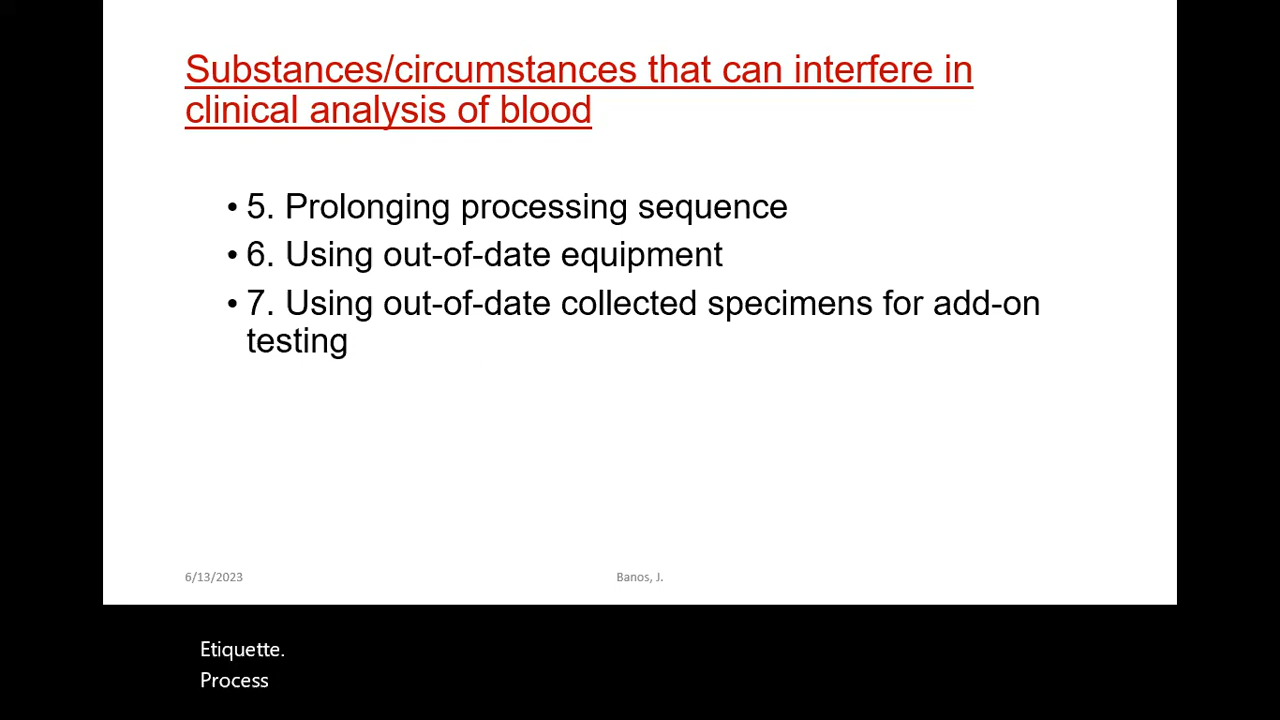 Substances/circumstances that can interfere in
clinical analysis of blood
• 5. Prolonging processing sequence
• 6. Using out-of-date equipment
• 7. Using out-of-date collected specimens for add-on
testing
6/13/2023
Banos, J.
Etiquette.
Process